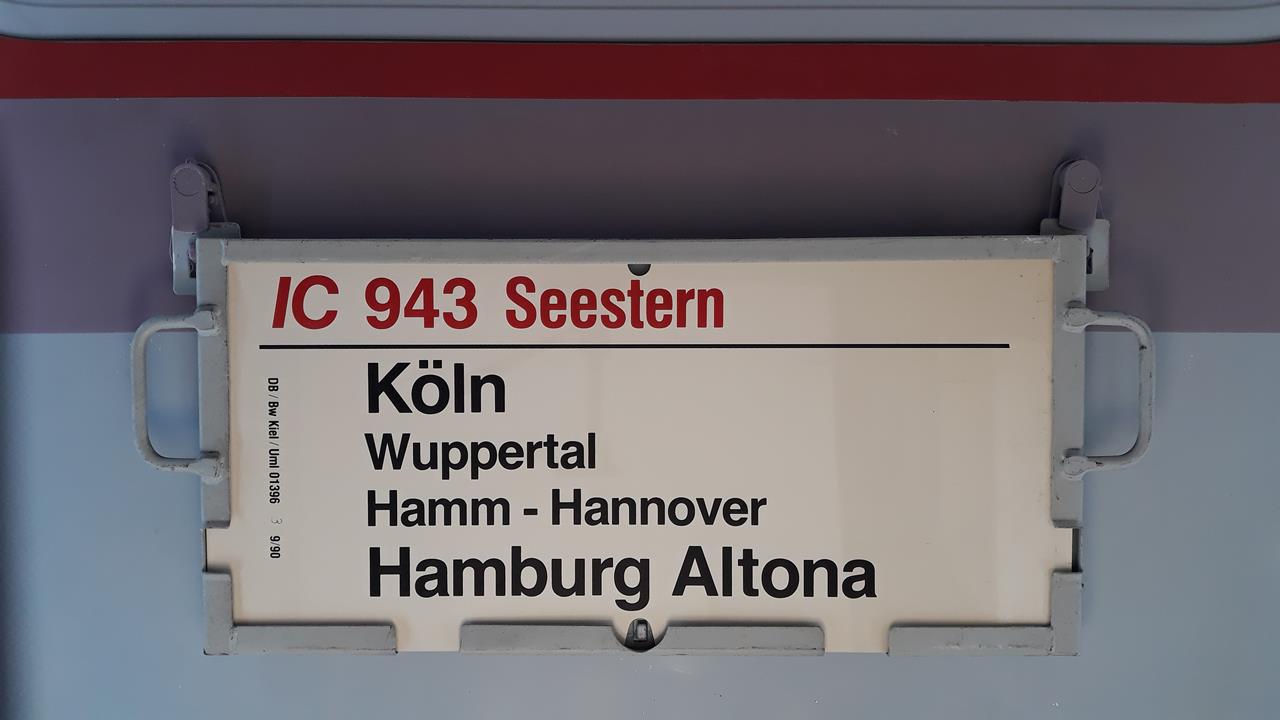 IC 943 Seestern
Köln
Wuppertal
Hamm - Hannover
Hamburg Altona
DB / Bw Kiel / Uml 01396 3 9/90